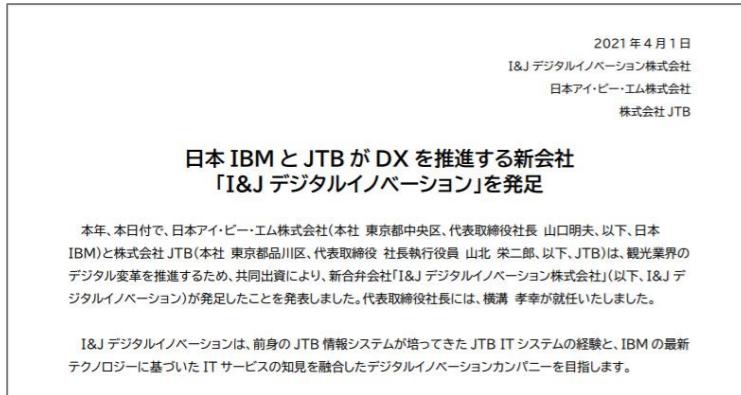 2021年4月1日
I&Jデジタルイノベーション株式会社
日本アイ・ビー・エム株式会社
株式会社JTB
日本 IBM と JTB が DX を推進する新会社
「I&J デジタルイノベーション」を発足
本年、本日付で、日本アイ・ビー・エム株式会社(本社 東京都中央区、代表取締役社長 山口明夫、以下、日本
IBM)と株式会社 JTB(本社 東京都品川区、代表取締役 社長執行役員 山北 栄二郎、以下、JTB)は、観光業界の
デジタル変革を推進するため、共同出資により、新合弁会社「I&J デジタルイノベーション株式会社」(以下、I&J デ
ジタルイノベーション)が発足したことを発表しました。代表取締役社長には、横溝 孝幸が就任いたしました。
I&J デジタルイノベーションは、前身の JTB 情報システムが培ってきた JTB IT システムの経験と、IBM の最新
テクノロジーに基づいた IT サービスの知見を融合したデジタルイノベーションカンパニーを目指します。